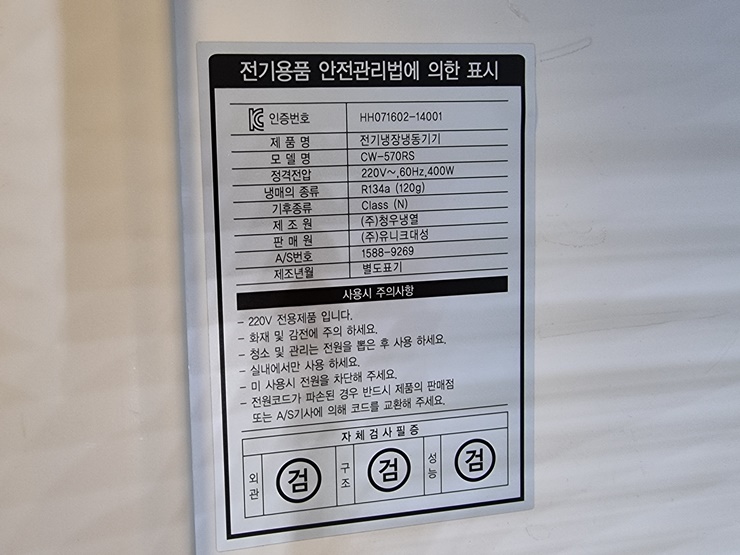 전기용품 안전관리법에 의한 표시
KC 인증번호 HH071602-14001
제 품 명 전기냉장냉동기기
모 델 명 CW-570RS
정격전압 220V~,60Hz,400W
냉매의 종류 R134a (120g)
기후종류 Class (N)
제 조 원 (주)청우냉열
판 매 원 (주)유니크대성
A/S번호 1588-9269
제조년월 별도표기
사용시 주의사항
- 220V 전용제품 입니다.
- 화재 및 감전에 주의 하세요.
- 청소 및 관리는 전원을 뽑은 후 사용 하세요.
- 실내에서만 사용 하세요.
- 미 사용시 전원을 차단해 주세요.
- 전원코드가 파손된 경우 반드시 제품의 판매점
또는 A/S기사에 의해 코드를 교환해 주세요.
자 체 검 사 필 증
외관 검 구조 검 성능 검